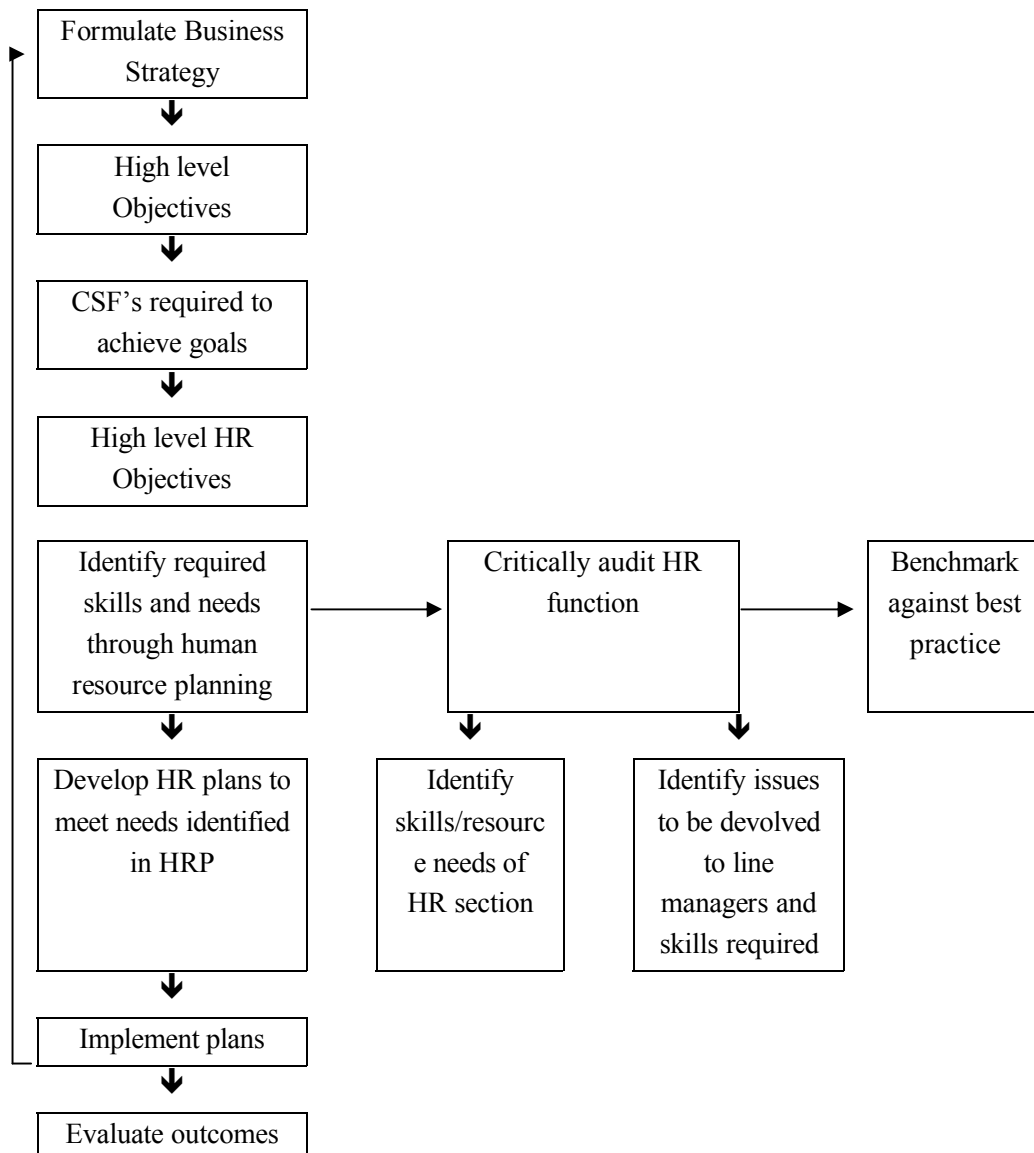 Formulate Business
Strategy
High level
Objectives
CSF's required to
achieve goals
High level HR
Objectives
Identify required
skills and needs
through human
resource planning
Critically audit HR
function
Benchmark
against best
practice
Develop HR plans to
meet needs identified
in HRP
Identify
skills/resourc
e needs of
HR section
Identify issues
to be devolved
to line
managers and
skills required
Implement plans
Evaluate outcomes